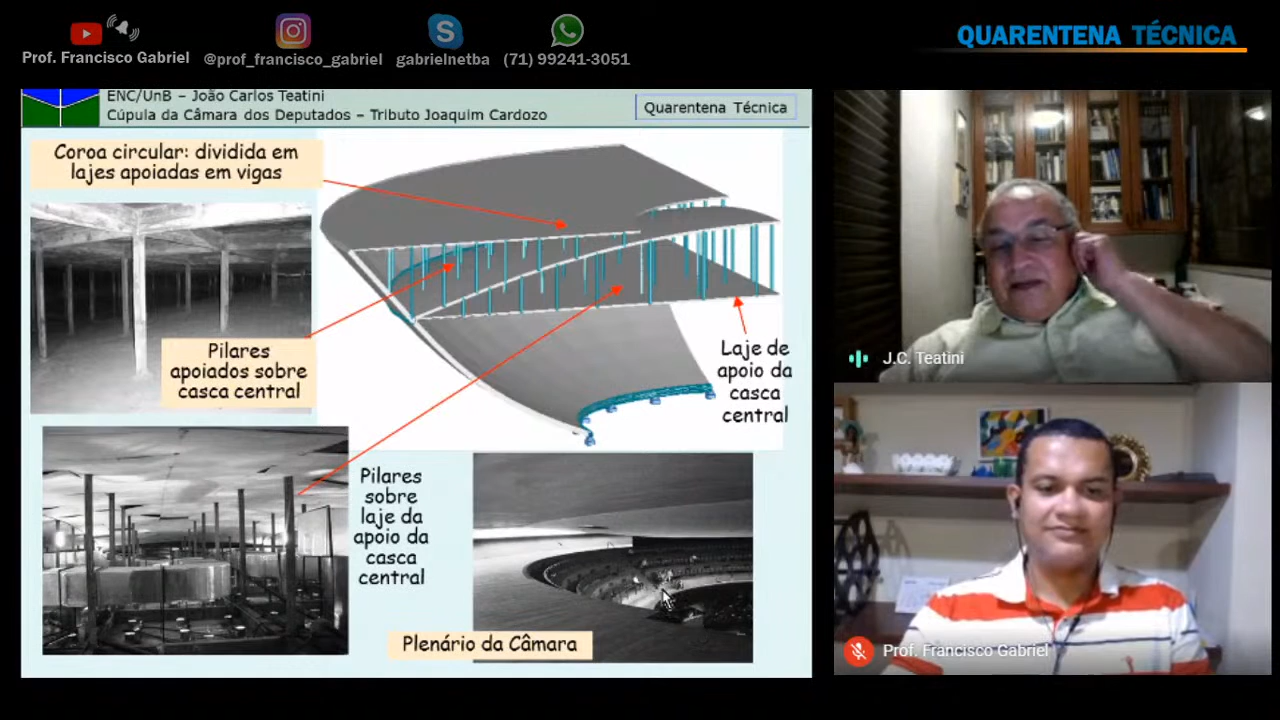 QUARENTENA TÉCNICA
Prof. Francisco Gabriel
@prof_francisco_gabriel
gabrielnetba
(71) 99241-3051
ENC/UnB – João Carlos Teatini
Cúpula da Câmara dos Deputados – Tributo Joaquim Cardozo
Quarentena Técnica
Coroa circular: dividida em
lajes apoiadas em vigas
Pilares
apoiados sobre
casca central
Laje de
apoio da
casca
central
Pilares
sobre
laje da
apoio da
casca
central
Plenário da Câmara
J.C. Teatini
Prof. Francisco Gabriel